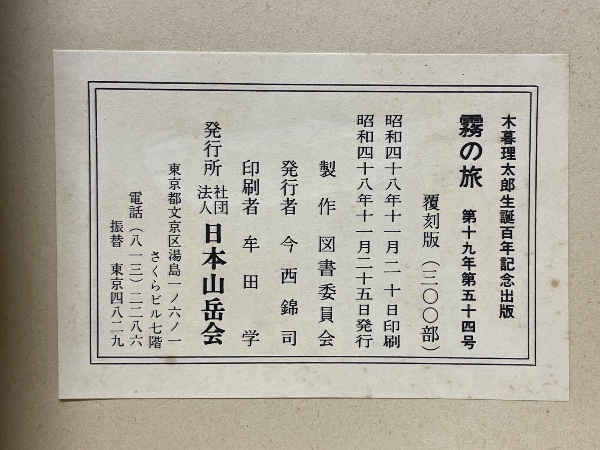 木暮理太郎生誕百年記念出版
霧の旅 第十九年第五十四号
覆刻版（三〇〇部）
昭和四十八年十一月二十日印刷
昭和四十八年十一月二十五日発行
製作 図書委員会
発行者 今西錦司
印刷者 牟田学
発行所 社団法人 日本山岳会
東京都文京区湯島一ノ六ノ一
さくらビル七階
電話（八一三）二二八六
振替 東京四八二九